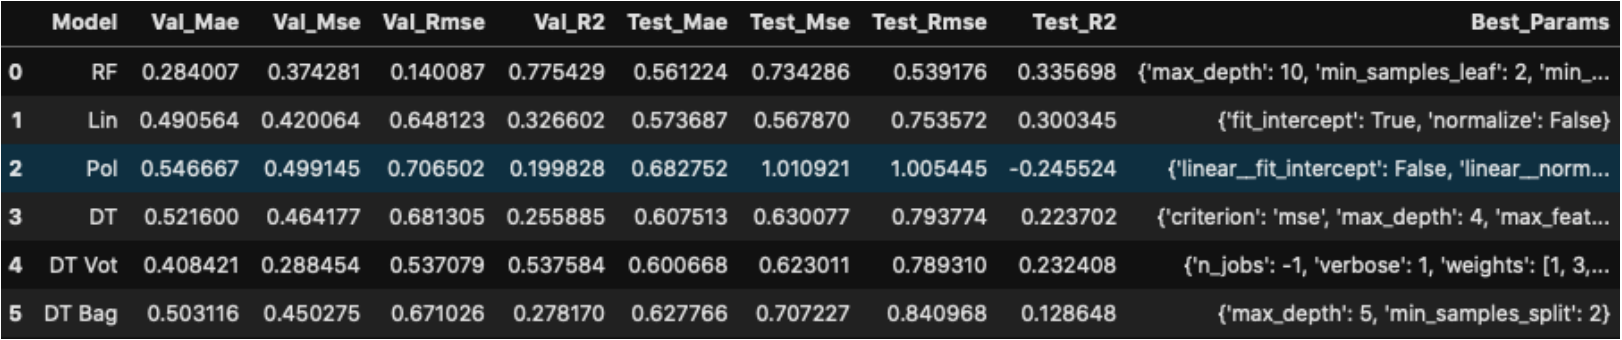 Model Val_Mae Val_Mse Val_Rmse Val_R2 Test_Mae Test_Mse Test_Rmse Test_R2 Best_Params
0 RF 0.284007 0.374281 0.140087 0.775429 0.561224 0.734286 0.539176 0.335698 {'max_depth': 10, 'min_samples_leaf': 2, 'min_...
1 Lin 0.490564 0.420064 0.648123 0.326602 0.573687 0.567870 0.753572 0.300345 {'fit_intercept': True, 'normalize': False}
2 Pol 0.546667 0.499145 0.706502 0.199828 0.682752 1.010921 1.005445 -0.245524 {'linear__fit_intercept': False, 'linear__norm...
3 DT 0.521600 0.464177 0.681305 0.255885 0.607513 0.630077 0.793774 0.223702 {'criterion': 'mse', 'max_depth': 4, 'max_feat...
4 DT Vot 0.408421 0.288454 0.537079 0.537584 0.600668 0.623011 0.789310 0.232408 {'n_jobs': -1, 'verbose': 1, 'weights': [1, 3,...
5 DT Bag 0.503116 0.450275 0.671026 0.278170 0.627766 0.707227 0.840968 0.128648 {'max_depth': 5, 'min_samples_split': 2}